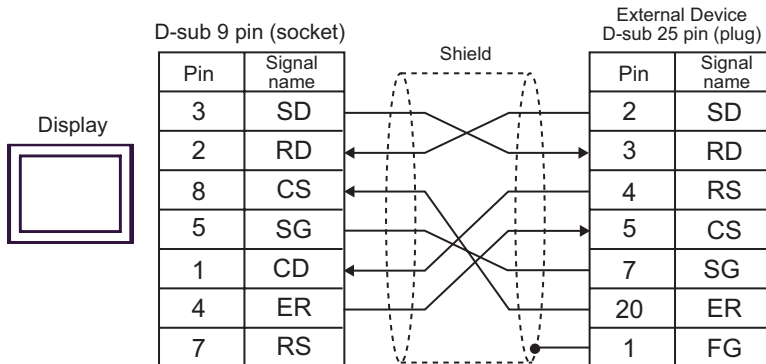 External Device
D-sub 9 pin (socket) D-sub 25 pin (plug)
Shield
Pin Signal name Pin Signal name
Display
3 SD 2 SD
2 RD 3 RD
8 CS 4 RS
5 SG 5 CS
1 CD 7 SG
4 ER 20 ER
7 RS 1 FG